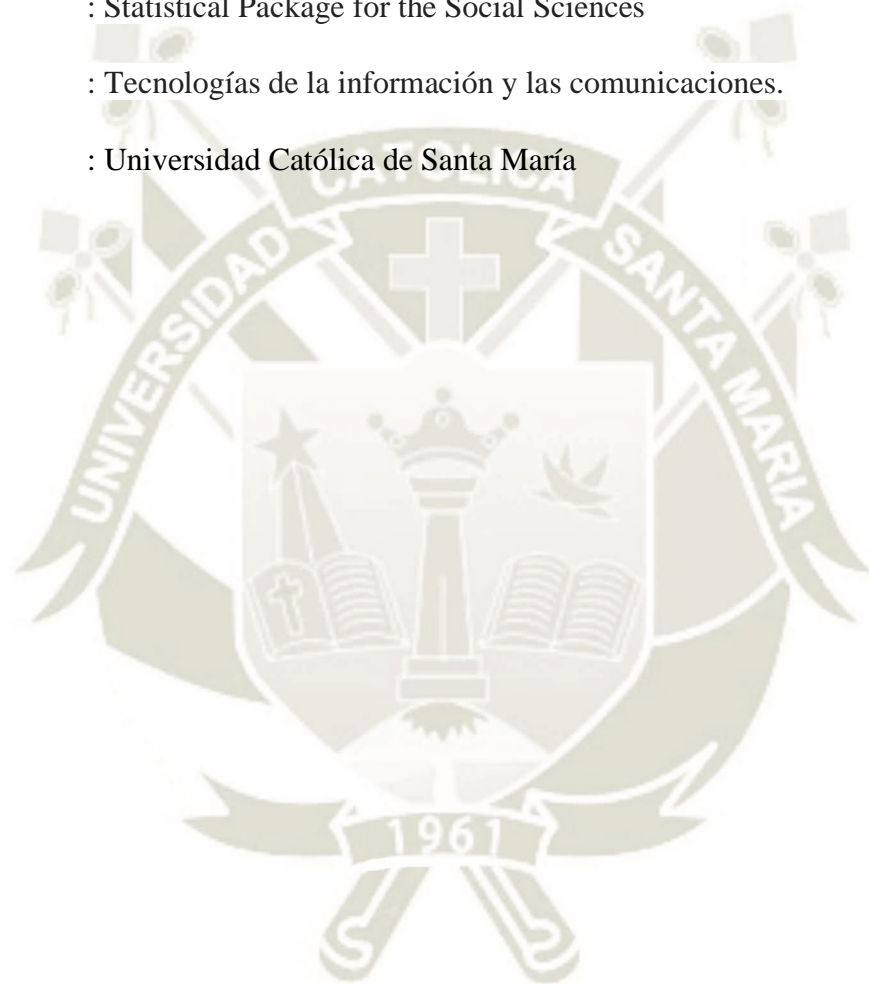 : Statistical Package for the Social Sciences
: Tecnologías de la información y las comunicaciones.
: Universidad Católica de Santa María
UNIVERSIDAD CATOLICA SANTA MARIA
1961